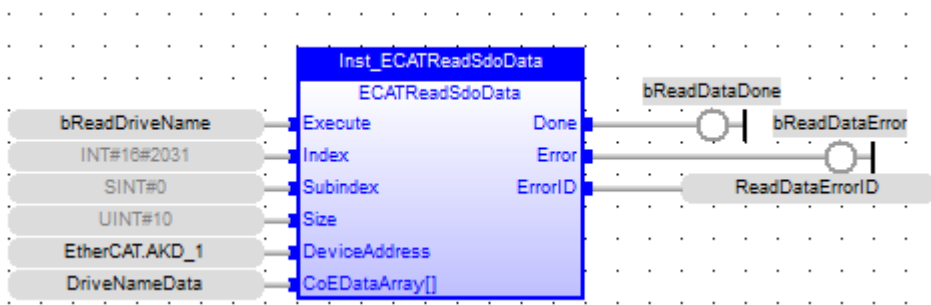 Inst_ECATReadSdoData
ECATReadSdoData
bReadDataDone
bReadDriveName Execute Done bReadDataError
INT#16#2031 Index Error
SINT#0 Subindex ErrorID ReadDataErrorID
UINT#10 Size
EtherCAT.AKD_1 DeviceAddress
DriveNameData CoEDataArray[]